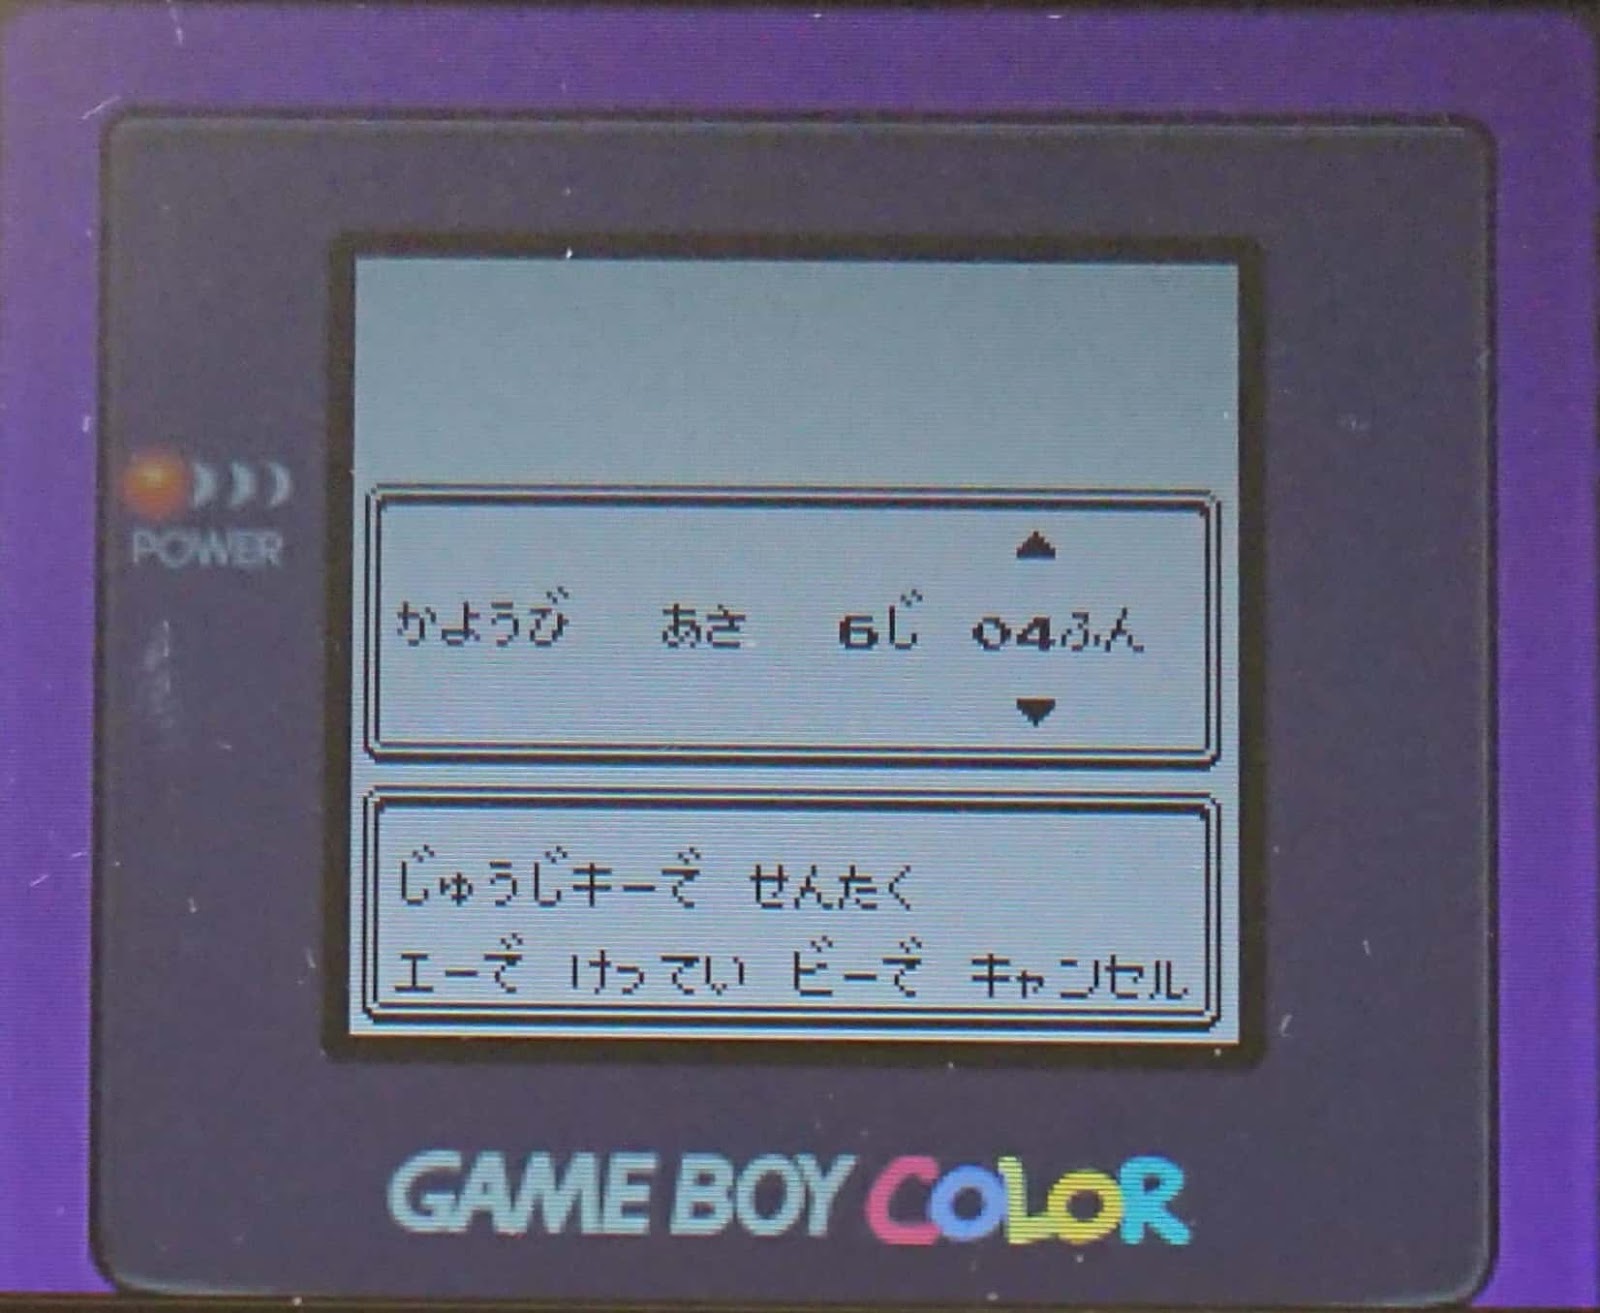 POWER
かようび　あさ　6じ　04ふん
じゅうじキーで　せんたく
エーで　けってい　ビーで　キャンセル
GAME BOY COLOR